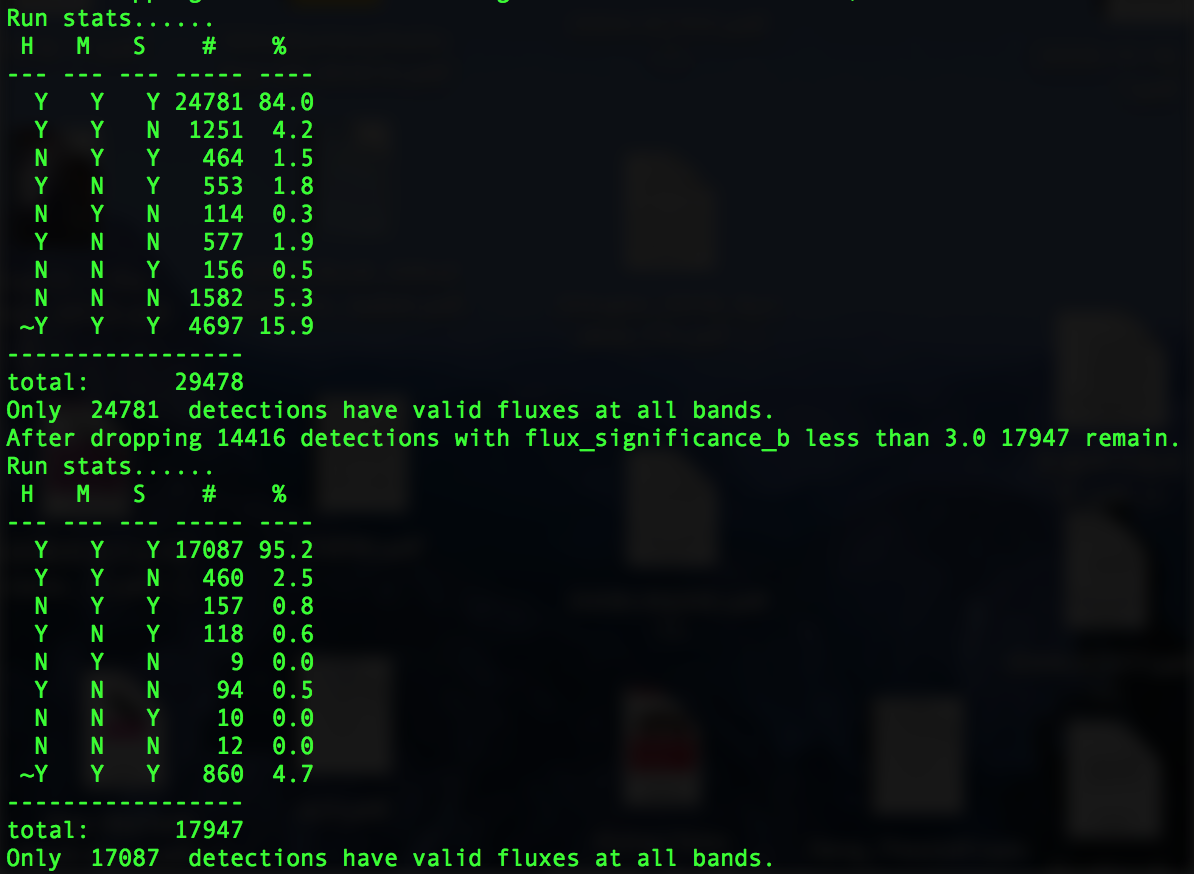 Run stats......
 H   M   S    #    %
--- --- --- ----- ----
  Y   Y   Y 24781 84.0
  Y   Y   N  1251  4.2
  N   Y   Y   464  1.5
  Y   N   Y   553  1.8
  N   Y   N   114  0.3
  Y   N   N   577  1.9
  N   N   Y   156  0.5
  N   N   N  1582  5.3
 ~Y   Y   Y  4697 15.9
-----------------
total:      29478
Only  24781  detections have valid fluxes at all bands.
After dropping 14416 detections with flux_significance_b less than 3.0 17947 remain.
Run stats......
 H   M   S    #    %
--- --- --- ----- ----
  Y   Y   Y 17087 95.2
  Y   Y   N   460  2.5
  N   Y   Y   157  0.8
  Y   N   Y   118  0.6
  N   Y   N     9  0.0
  Y   N   N    94  0.5
  N   N   Y    10  0.0
  N   N   N    12  0.0
 ~Y   Y   Y   860  4.7
-----------------
total:      17947
Only  17087  detections have valid fluxes at all bands.